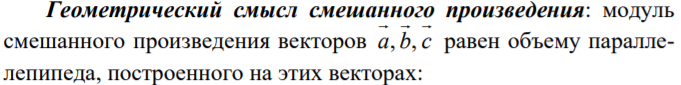 Геометрический смысл смешанного произведения: модуль
смешанного произведения векторов a⃗, b⃗, c⃗ равен объему паралле-
лепипеда, построенного на этих векторах: